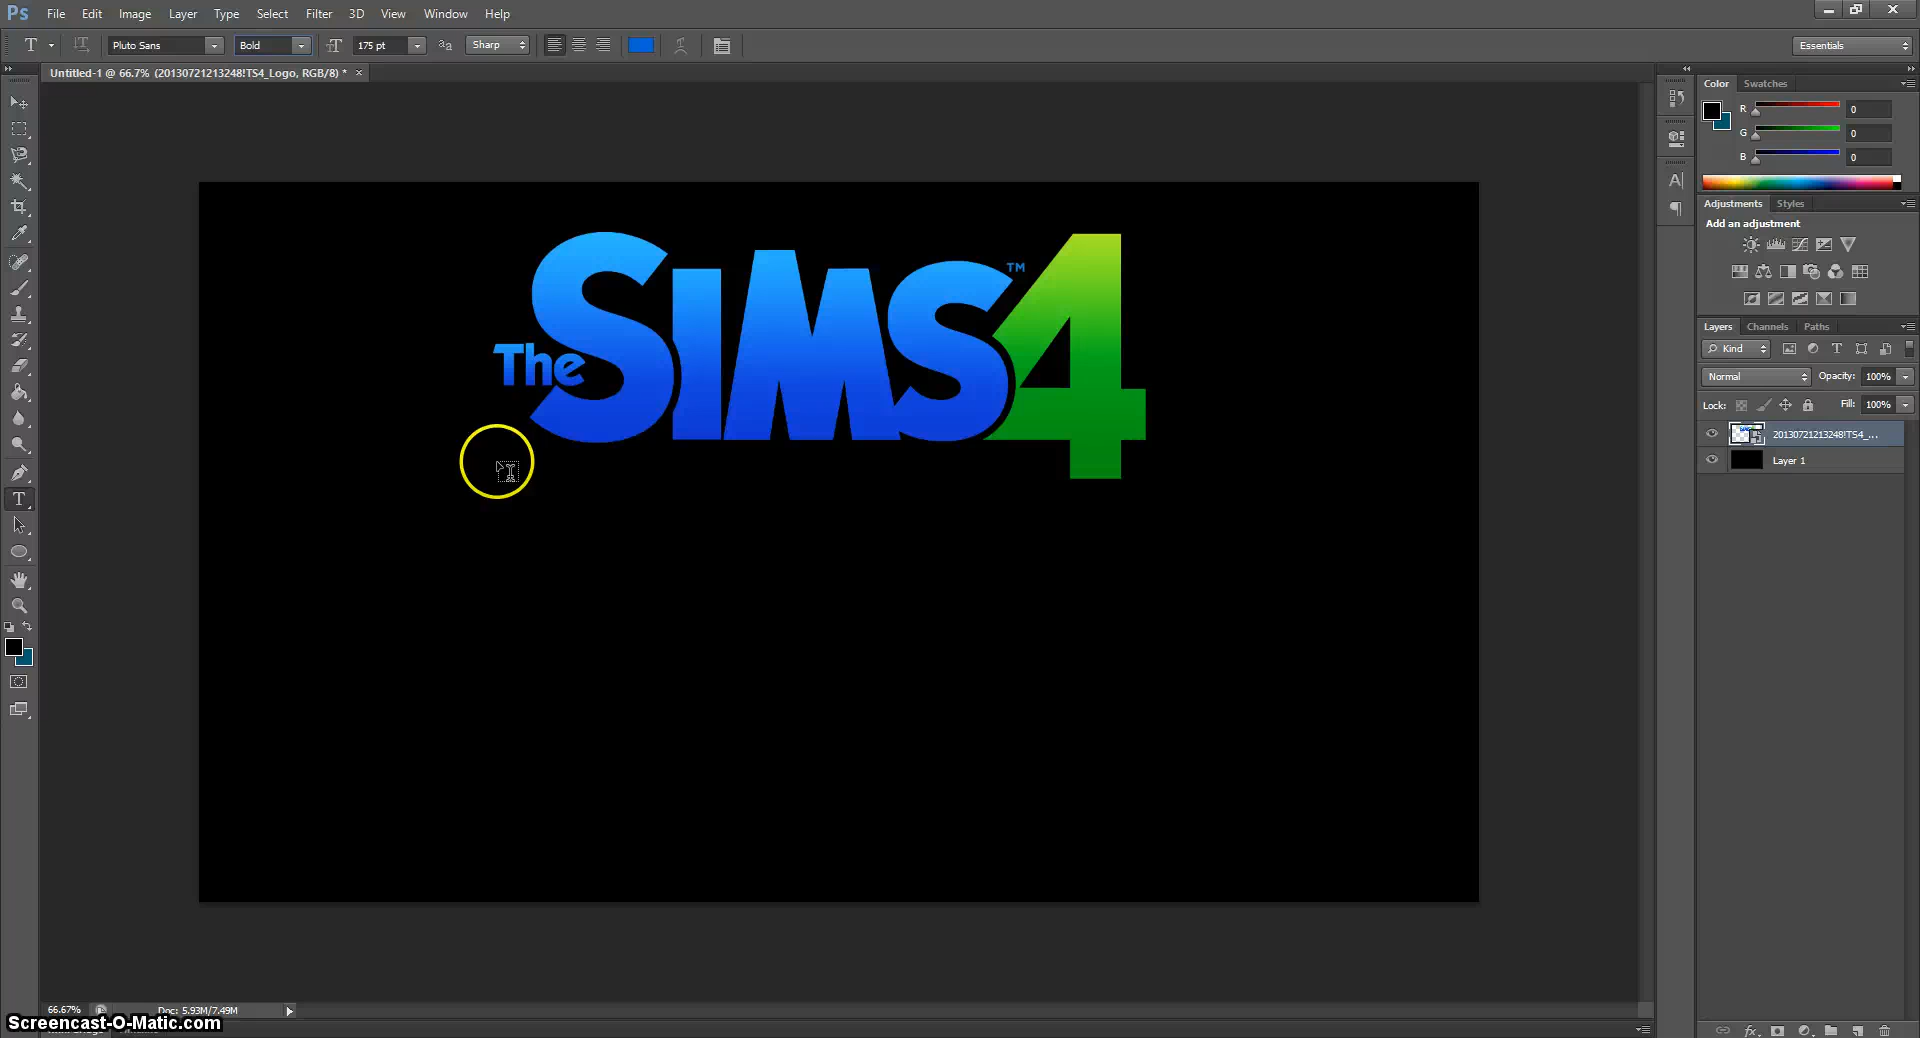 Ps File Edit Image Layer Type Select Filter 3D View Window Help
T Pluto Sans Bold 175 pt Sharp Essentials
Untitled-1 @ 66.7% (20130721213248!TS4_Logo, RGB/8) *
Color Swatches
R 0
G 0
B 0
Adjustments Styles
Add an adjustment
Layers Channels Paths
Kind
Normal Opacity: 100%
Lock: Fill: 100%
20130721213248!TS4_...
Layer 1
The SIMS 4 ™
66.67% Doc: 5.93M/7.49M
Screencast-O-Matic.com